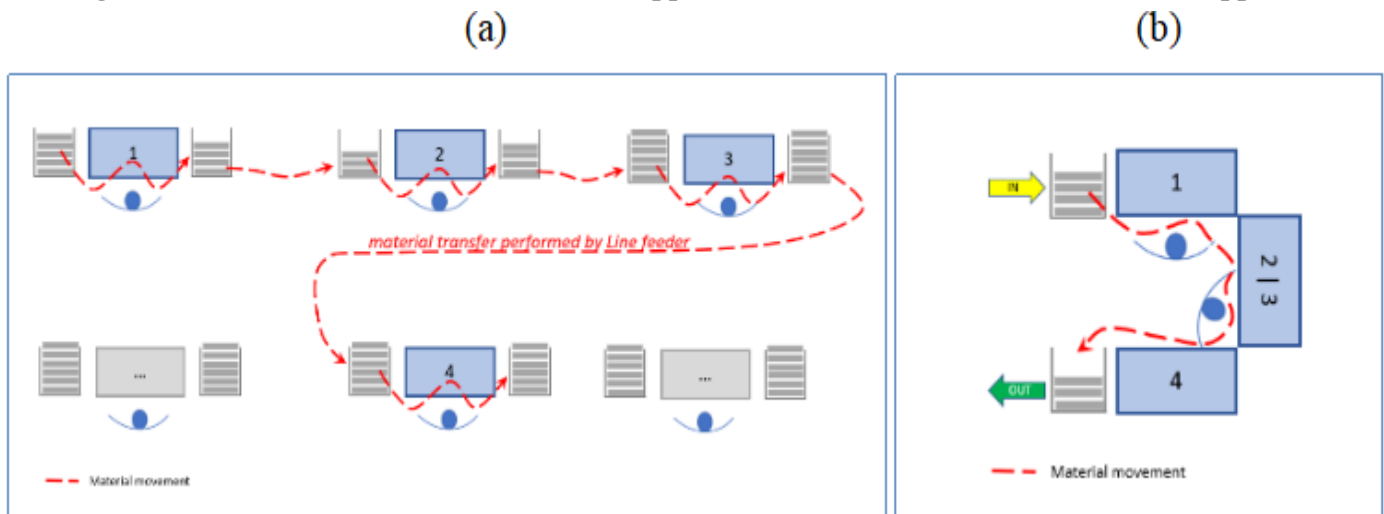 (a)
(b)
1
2
3
material transfer performed by Line feeder
...
4
...
Material movement
IN
1
2 | 3
OUT
4
Material movement